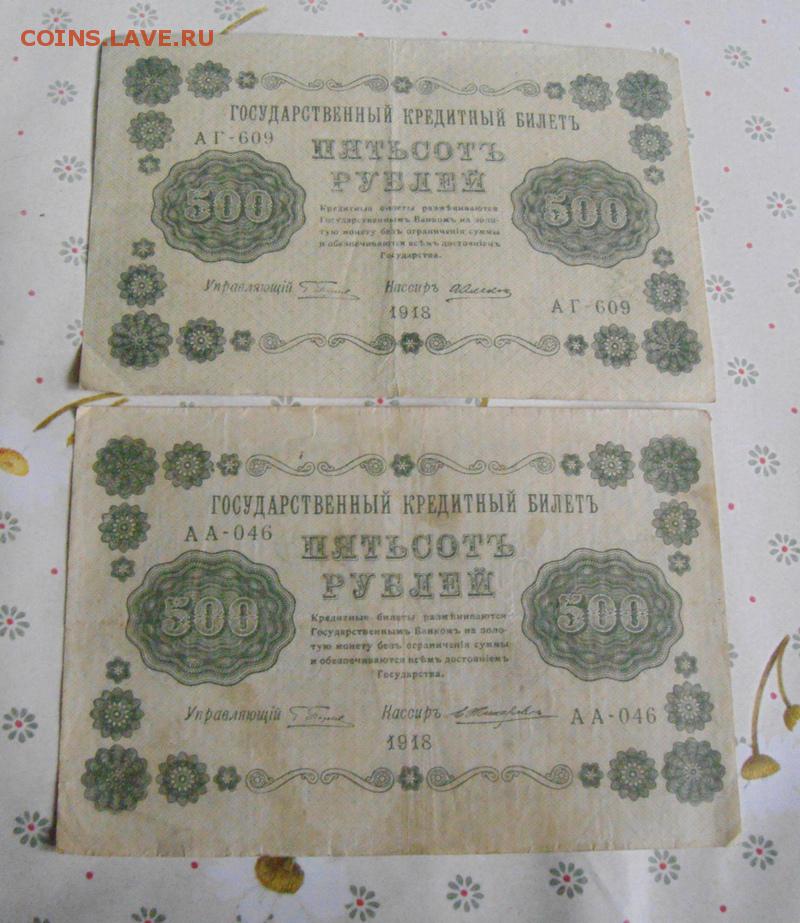 COINS.LAVE.RU
ГОСУДАРСТВЕННЫЙ КРЕДИТНЫЙ БИЛЕТЪ
АГ-609
ПЯТЬСОТЪ
РУБЛЕЙ
500
500
Кредитные билеты размѣниваются
Государственнымъ Банкомъ на золо-
тую монету безъ ограниченія суммы
и обезпечиваются всѣмъ достояніемъ
Государства.
Управляющій
Кассиръ
1918
АГ-609
ГОСУДАРСТВЕННЫЙ КРЕДИТНЫЙ БИЛЕТЪ
АА-046
ПЯТЬСОТЪ
РУБЛЕЙ
500
500
Кредитные билеты размѣниваются
Государственнымъ Банкомъ на золо-
тую монету безъ ограниченія суммы
и обезпечиваются всѣмъ достояніемъ
Государства.
Управляющій
Кассиръ
АА-046
1918
COINS.LAVE.RU